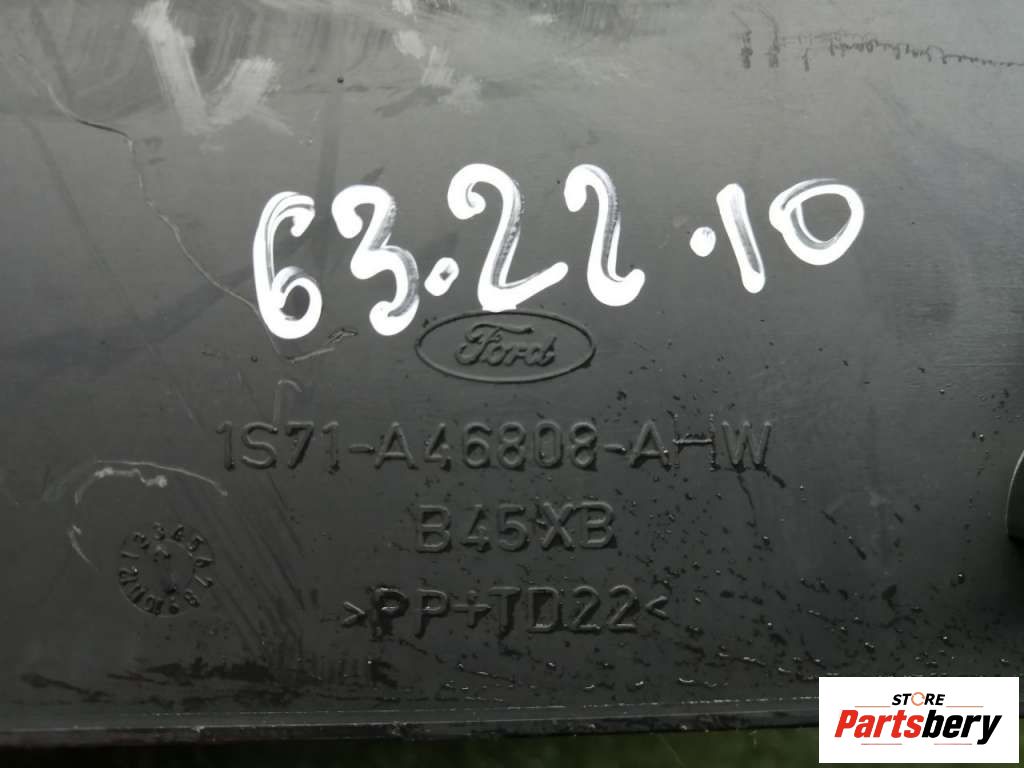 63.22.10
Ford
1S71-A46808-AHW
B45XB
>PP+TD22<
STORE
Partsbery